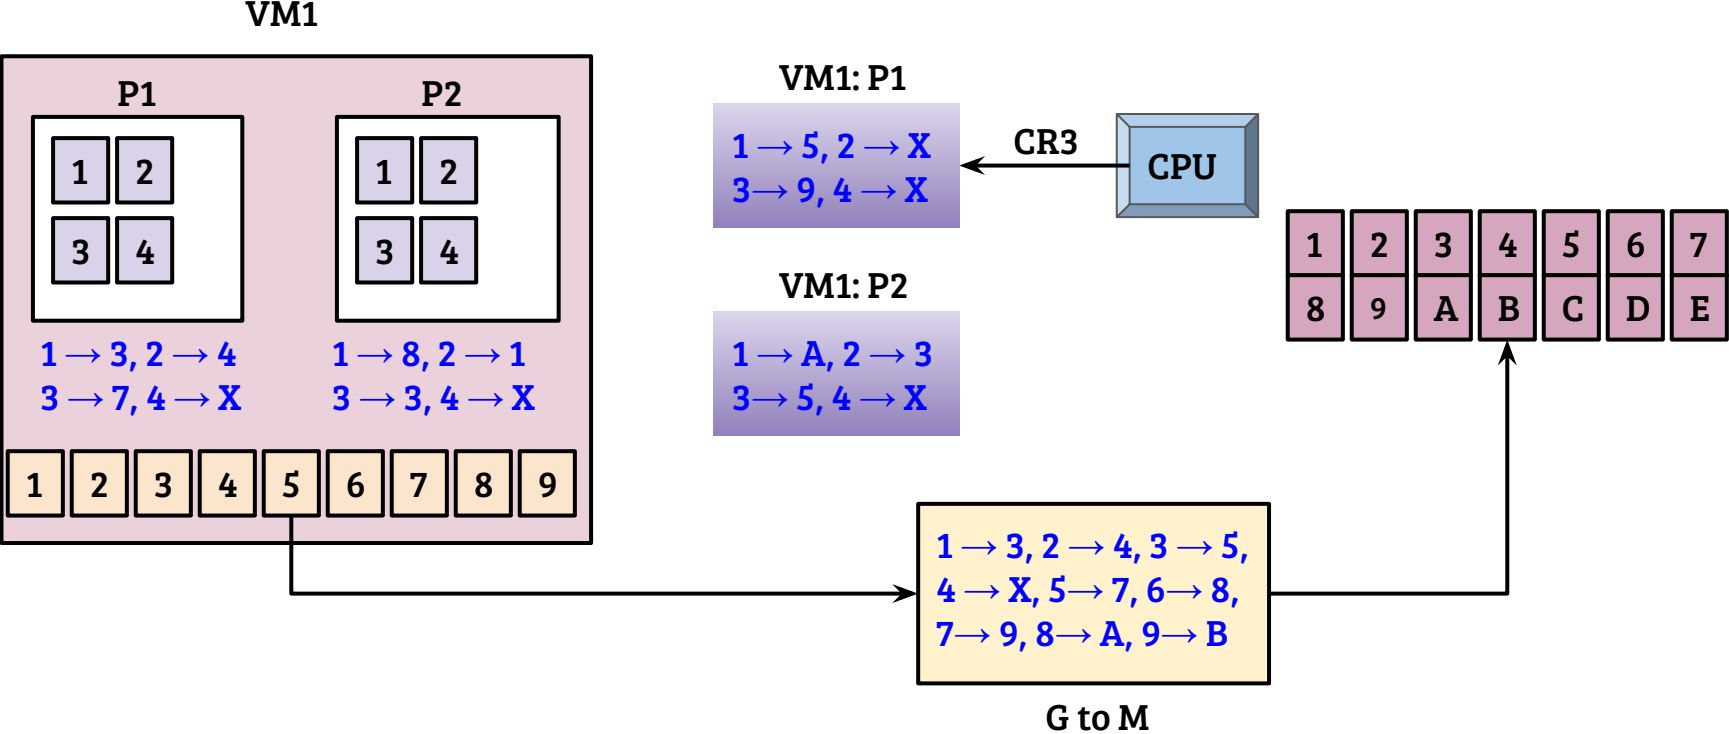 VM1
P1
1 2
3 4
1 → 3, 2 → 4
3 → 7, 4 → X
P2
1 2
3 4
1 → 8, 2 → 1
3 → 3, 4 → X
1 2 3 4 5 6 7 8 9
VM1: P1
1 → 5, 2 → X
3→ 9, 4 → X
CR3
CPU
VM1: P2
1 → A, 2 → 3
3→ 5, 4 → X
1 2 3 4 5 6 7
8 9 A B C D E
1 → 3, 2 → 4, 3 → 5,
4 → X, 5→ 7, 6→ 8,
7→ 9, 8→ A, 9→ B
G to M